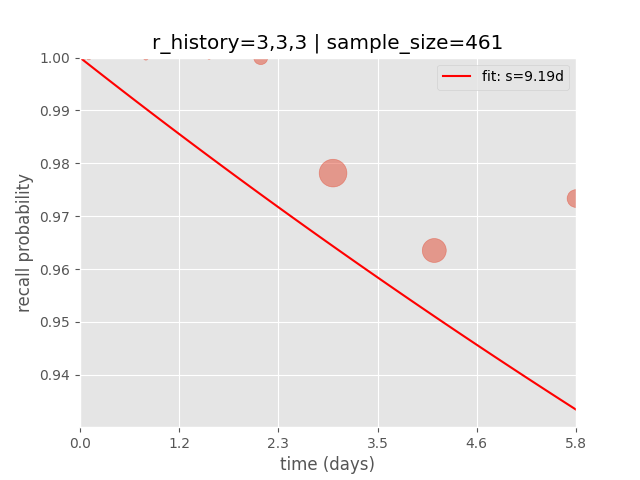 r_history=3,3,3 | sample_size=461
1.00
0.99
0.98
0.97
0.96
0.95
0.94
recall probability
fit: s=9.19d
0.0 1.2 2.3 3.5 4.6 5.8
time (days)